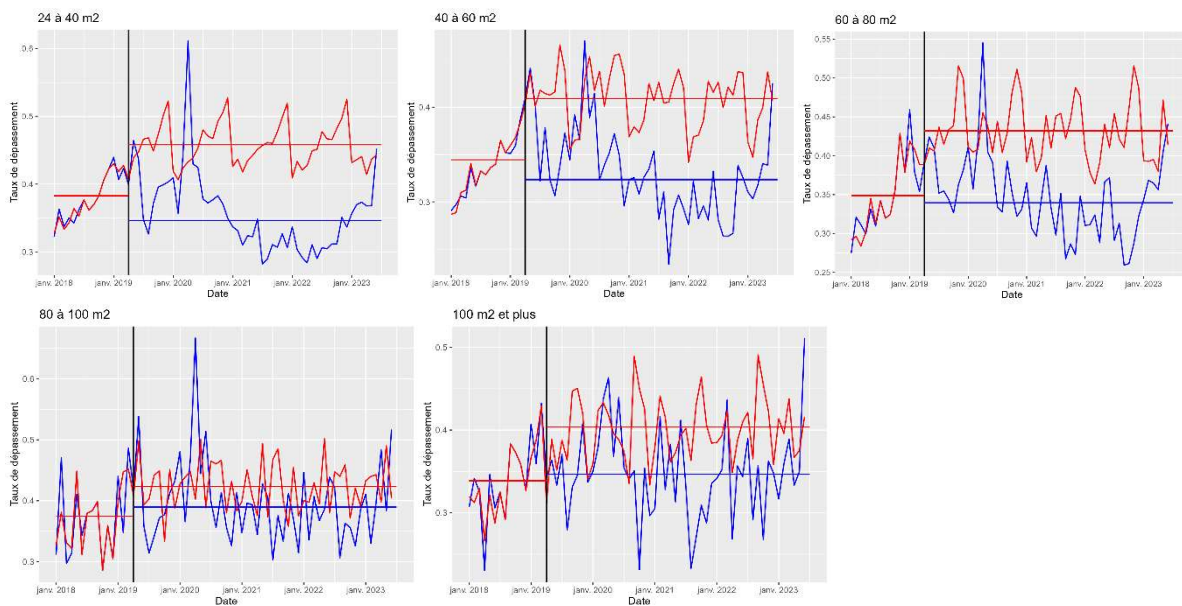 24 à 40 m2
Taux de dépassement
0.6
0.5
0.4
0.3
janv. 2018 janv. 2019 janv. 2020 janv. 2021 janv. 2022 janv. 2023
Date
40 à 60 m2
Taux de dépassement
0.4
0.3
janv. 2018 janv. 2019 janv. 2020 janv. 2021 janv. 2022 janv. 2023
Date
60 à 80 m2
Taux de dépassement
0.55
0.50
0.45
0.40
0.35
0.30
0.25
janv. 2018 janv. 2019 janv. 2020 janv. 2021 janv. 2022 janv. 2023
Date
80 à 100 m2
Taux de dépassement
0.6
0.5
0.4
0.3
janv. 2018 janv. 2019 janv. 2020 janv. 2021 janv. 2022 janv. 2023
Date
100 m2 et plus
Taux de dépassement
0.5
0.4
0.3
janv. 2018 janv. 2019 janv. 2020 janv. 2021 janv. 2022 janv. 2023
Date